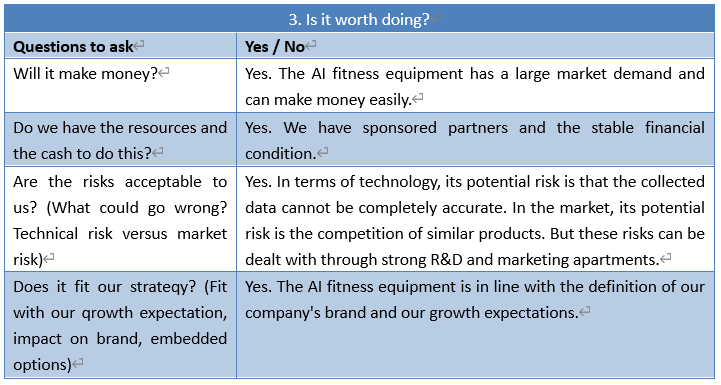 3. Is it worth doing?
Questions to ask
Yes / No
Will it make money?
Yes. The AI fitness equipment has a large market demand and
can make money easily.
Do we have the resources and
the cash to do this?
Yes. We have sponsored partners and the stable financial
condition.
Are the risks acceptable to
us? (What could go wrong?
Technical risk versus market
risk)
Yes. In terms of technology, its potential risk is that the collected
data cannot be completely accurate. In the market, its potential
risk is the competition of similar products. But these risks can be
dealt with through strong R&D and marketing apartments.
Does it fit our strateqy? (Fit
with our qrowth expectation,
impact on brand, embedded
options)
Yes. The AI fitness equipment is in line with the definition of our
company's brand and our growth expectations.